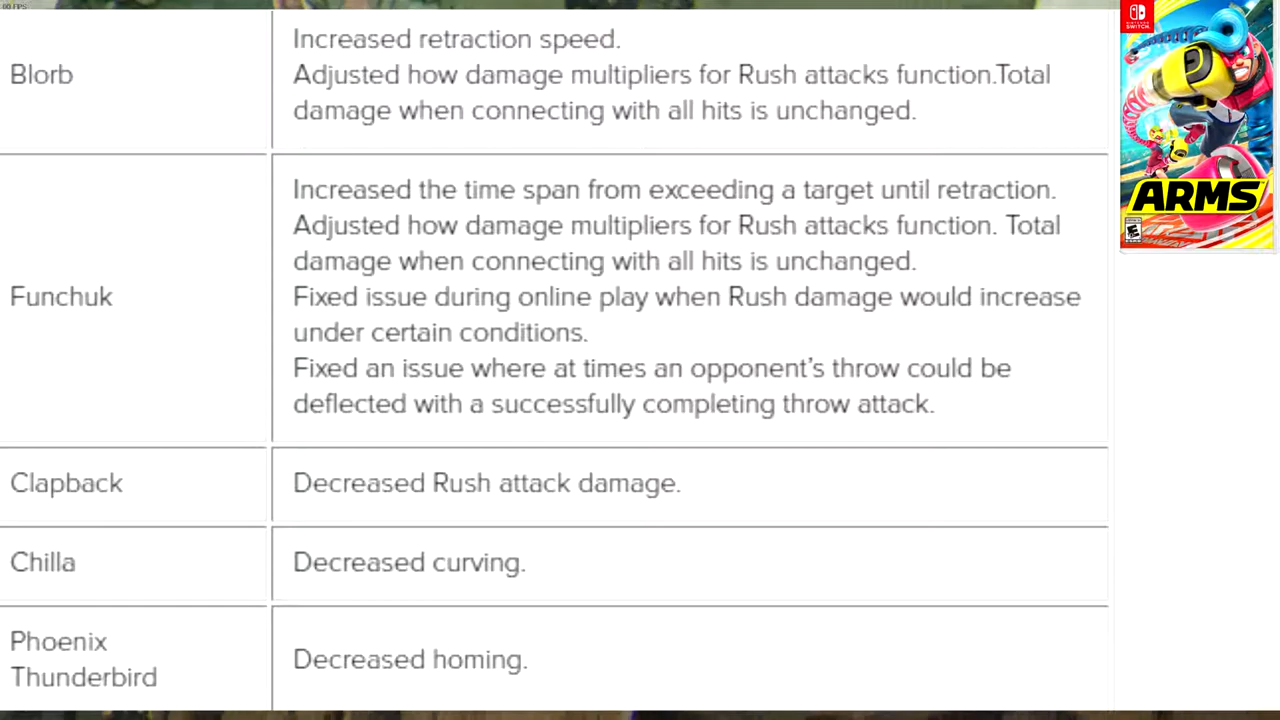 60 FPS
Blorb
Increased retraction speed.
Adjusted how damage multipliers for Rush attacks function.Total
damage when connecting with all hits is unchanged.
Funchuk
Increased the time span from exceeding a target until retraction.
Adjusted how damage multipliers for Rush attacks function. Total
damage when connecting with all hits is unchanged.
Fixed issue during online play when Rush damage would increase
under certain conditions.
Fixed an issue where at times an opponent’s throw could be
deflected with a successfully completing throw attack.
Clapback
Decreased Rush attack damage.
Chilla
Decreased curving.
Phoenix
Thunderbird
Decreased homing.
NINTENDO
SWITCH
ARMS
E